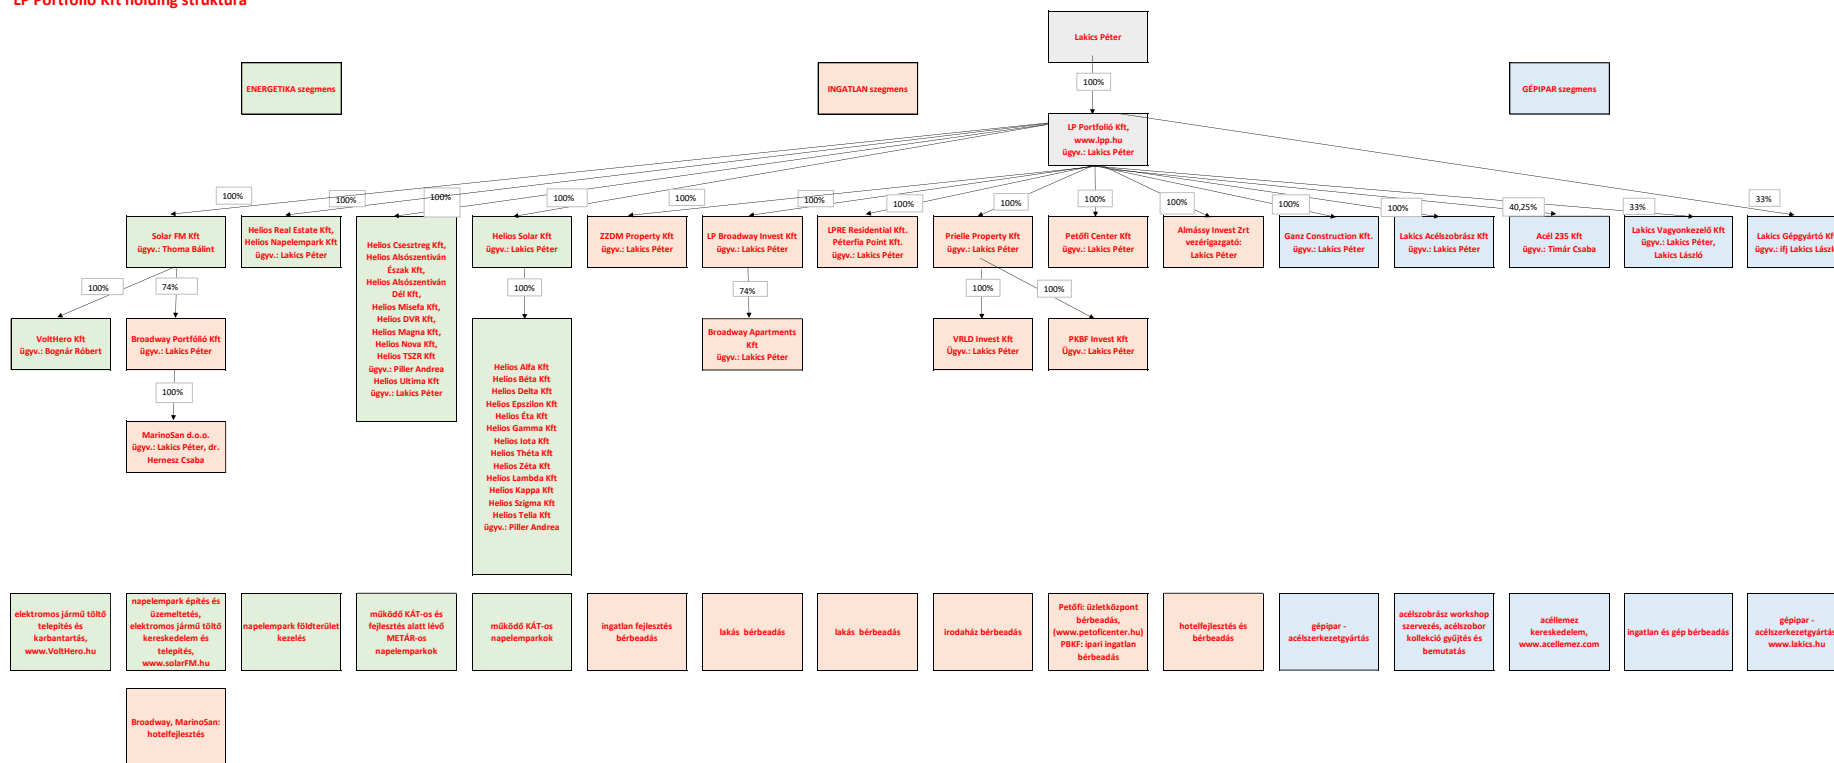 LP Portfólió Kft holding struktúra
Lakics Péter
ENERGETIKA szegmens
INGATLAN szegmens
GÉPIPAR szegmens
100%
LP Portfolió Kft,
www.lpp.hu
ügyv.: Lakics Péter
100%
100%
100%
100%
100%
100%
100%
100%
100%
100%
100%
100%
40,25%
33%
33%
Solar FM Kft
ügyv.: Thoma Bálint
Helios Real Estate Kft,
Helios Napelempark Kft
ügyv.: Lakics Péter
Helios Csesztreg Kft,
Helios Alsószentiván
Észak Kft,
Helios Alsószentiván
Dél Kft,
Helios Misefa Kft,
Helios DVR Kft,
Helios Magna Kft,
Helios Nova Kft,
Helios TSZR Kft
ügyv.: Piller Andrea
Helios Ultima Kft
ügyv.: Lakics Péter
Helios Solar Kft
ügyv.: Lakics Péter
ZZDM Property Kft
ügyv.: Lakics Péter
LP Broadway Invest Kft
ügyv.: Lakics Péter
LPRE Residential Kft.
Péterfia Point Kft.
ügyv.: Lakics Péter
Prielle Property Kft
ügyv.: Lakics Péter
Petőfi Center Kft
ügyv.: Lakics Péter
Almássy Invest Zrt
vezérigazgató:
Lakics Péter
Ganz Construction Kft.
ügyv.: Lakics Péter
Lakics Acélszobrász Kft
ügyv.: Lakics Péter
Acél 235 Kft
ügyv.: Timár Csaba
Lakics Vagyonkezelő Kft
ügyv.: Lakics Péter,
Lakics László
Lakics Gépgyártó Kf
ügyv.: ifj Lakics Lászl
100%
74%
100%
74%
100%
100%
VoltHero Kft
ügyv.: Bognár Róbert
Broadway Portfólió Kft
ügyv.: Lakics Péter
Helios Alfa Kft
Helios Béta Kft
Helios Delta Kft
Helios Epszilon Kft
Helios Éta Kft
Helios Gamma Kft
Helios Iota Kft
Helios Théta Kft
Helios Zéta Kft
Helios Lambda Kft
Helios Kappa Kft
Helios Szigma Kft
Helios Telia Kft
ügyv.: Piller Andrea
Broadway Apartments
Kft
ügyv.: Lakics Péter
VRLD Invest Kft
Ügyv.: Lakics Péter
PKBF Invest Kft
Ügyv.: Lakics Péter
100%
MarinoSan d.o.o.
ügyv.: Lakics Péter, dr.
Hernesz Csaba
elektromos jármű töltő
telepítés és
karbantartás,
www.VoltHero.hu
napelempark építés és
üzemeltetés,
elektromos jármű töltő
kereskedelem és
telepítés,
www.solarFM.hu
napelempark földterület
kezelés
működő KÁT-os és
fejlesztés alatt lévő
METÁR-os
napelemparkok
működő KÁT-os
napelemparkok
ingatlan fejlesztés
bérbeadás
lakás bérbeadás
lakás bérbeadás
irodaház bérbeadás
Petőfi: üzletközpont
bérbeadás,
(www.petoficenter.hu)
PBKF: ipari ingatlan
bérbeadás
hotelfejlesztés és
bérbeadás
gépipar -
acélszerkezetgyártás
acélszobrász workshop
szervezés, acélszobor
kollekció gyűjtés és
bemutatás
acéllemez
kereskedelem,
www.acellemez.com
ingatlan és gép bérbeadás
gépipar -
acélszerkezetgyártás
www.lakics.hu
Broadway, MarinoSan:
hotelfejlesztés